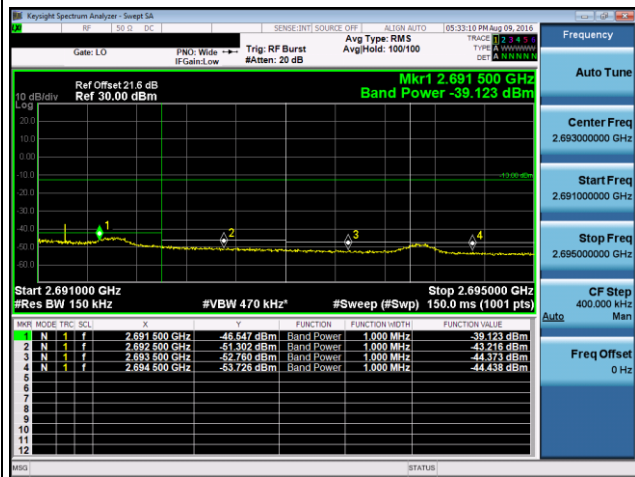 Keysight Spectrum Analyzer - Swept SA
RF 50 Ω DC SENSE:INT SOURCE OFF ALIGN AUTO 05:33:10 PM Aug 09, 2016
Gate: LO
PNO: Wide
IFGain:Low
Trig: RF Burst
#Atten: 20 dB
Avg Type: RMS
Avg|Hold: 100/100
TRACE 1 2 3 4 5 6
TYPE A WWWWW
DET A NNNNN
Ref Offset 21.6 dB
Ref 30.00 dBm
10 dB/div
Log
Mkr1 2.691 500 GHz
Band Power -39.123 dBm
20.0
10.0
0.00
-10.0
-13.00 dBm
-20.0
-30.0
-40.0
-50.0
-60.0
1
2
3
4
Start 2.691000 GHz
Stop 2.695000 GHz
#Res BW 150 kHz #VBW 470 kHz* #Sweep (#Swp) 150.0 ms (1001 pts)
MKR MODE TRC SCL X Y FUNCTION FUNCTION WIDTH FUNCTION VALUE
1 N 1 f 2.691 500 GHz -46.547 dBm Band Power 1.000 MHz -39.123 dBm
2 N 1 f 2.692 500 GHz -51.302 dBm Band Power 1.000 MHz -43.216 dBm
3 N 1 f 2.693 500 GHz -52.760 dBm Band Power 1.000 MHz -44.373 dBm
4 N 1 f 2.694 500 GHz -53.726 dBm Band Power 1.000 MHz -44.438 dBm
5
6
7
8
9
10
11
12
MSG
STATUS
Frequency
Auto Tune
Center Freq
2.693000000 GHz
Start Freq
2.691000000 GHz
Stop Freq
2.695000000 GHz
CF Step
400.000 kHz
Auto Man
Freq Offset
0 Hz